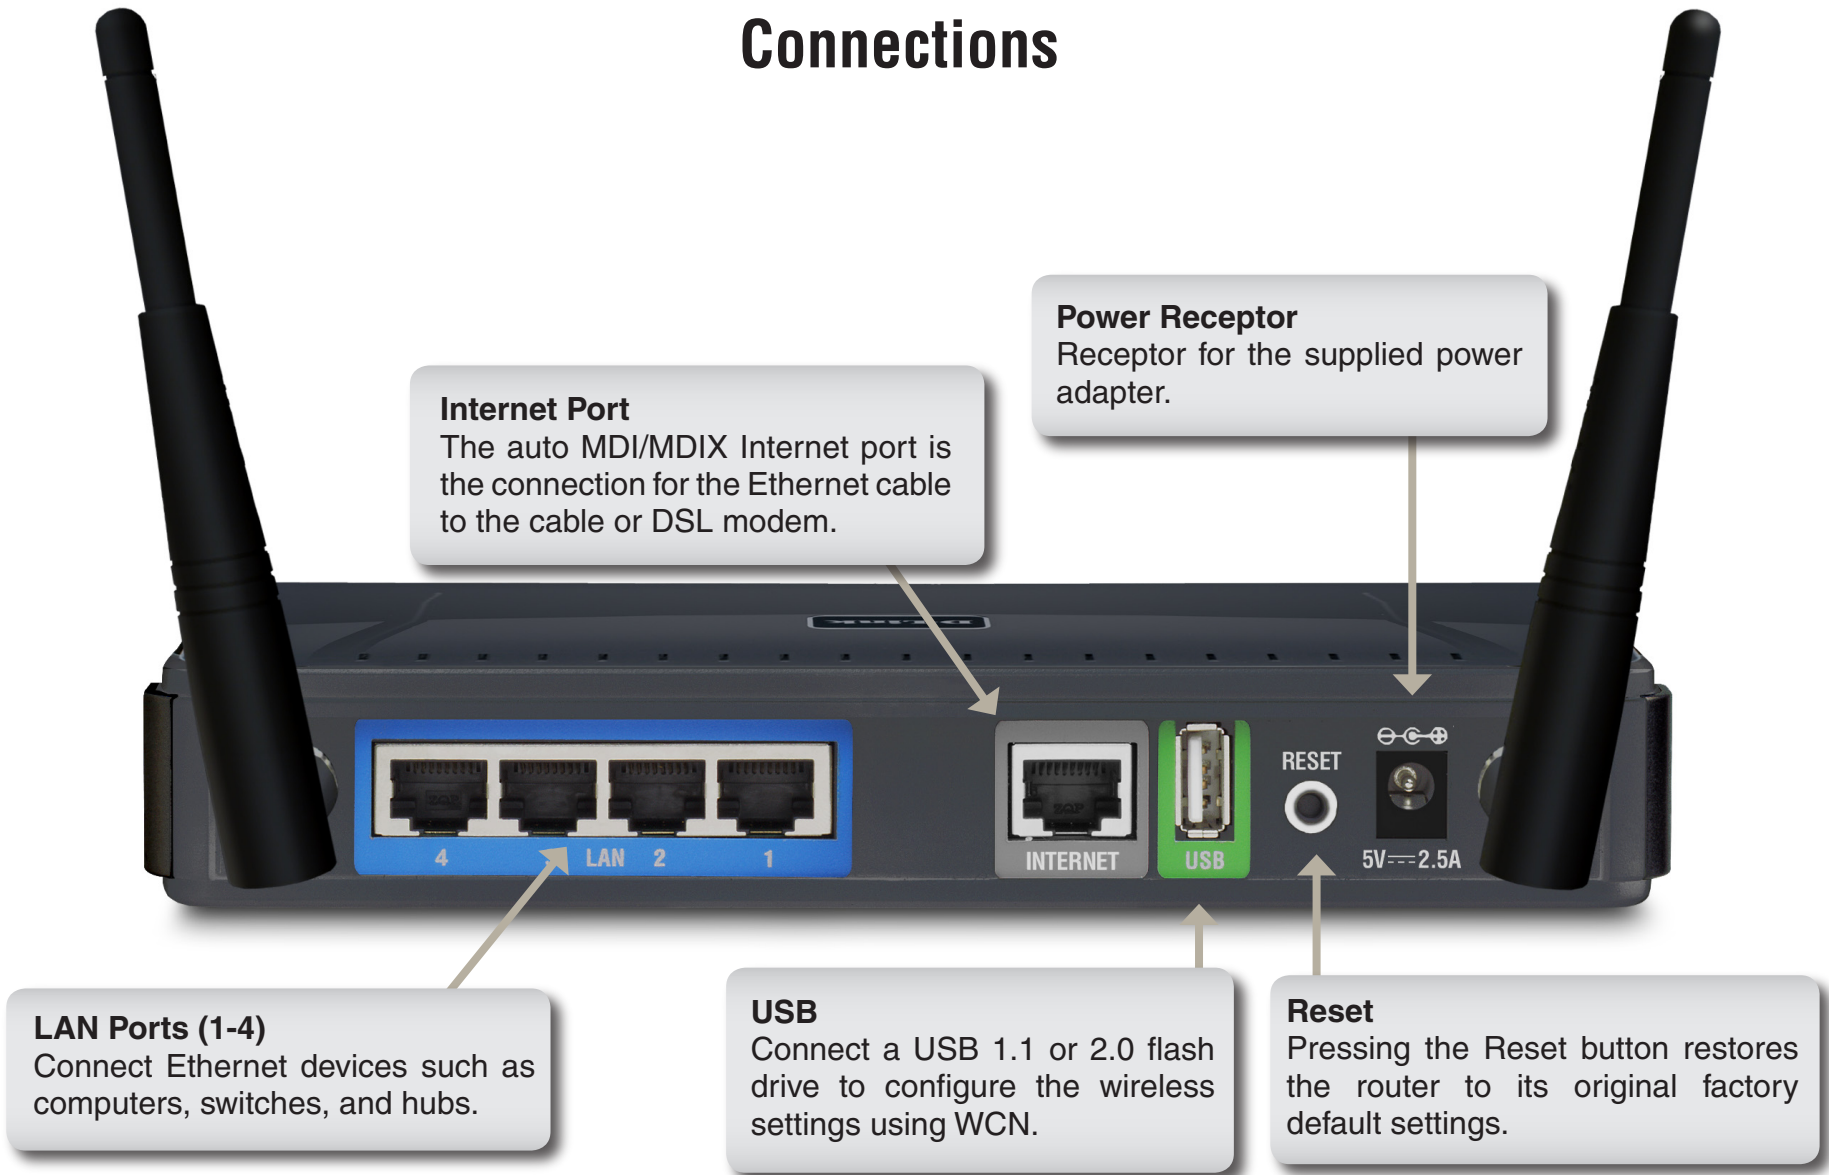 Connections
Power Receptor
Receptor for the supplied power
adapter.
Internet Port
The auto MDI/MDIX Internet port is
the connection for the Ethernet cable
to the cable or DSL modem.
D-Link
RESET
4
LAN 2
1
INTERNET
USB
5V⎓2.5A
LAN Ports (1-4)
Connect Ethernet devices such as
computers, switches, and hubs.
USB
Connect a USB 1.1 or 2.0 flash
drive to configure the wireless
settings using WCN.
Reset
Pressing the Reset button restores
the router to its original factory
default settings.